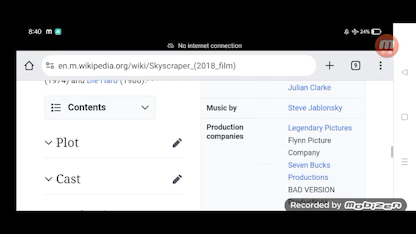 8:40 m
24%
No internet connection
en.m.wikipedia.org/wiki/Skyscraper_(2018_film)
9
(1974) and Die Hard (1988).
Contents
Plot
Cast
Julian Clarke
Music by Steve Jablonsky
Production companies
Legendary Pictures
Flynn Picture
Company
Seven Bucks
Productions
BAD VERSION
Recorded by Mobizen